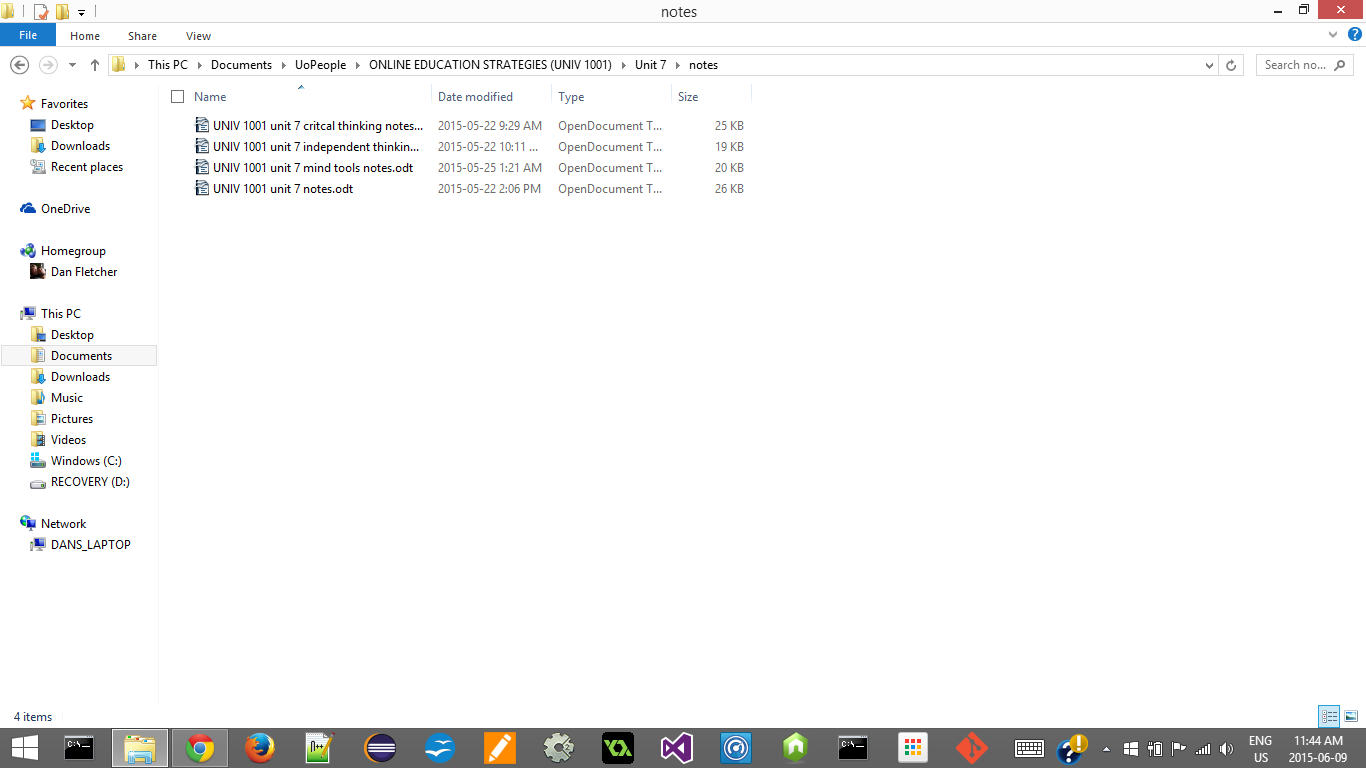 notes
File Home Share View
This PC Documents UoPeople ONLINE EDUCATION STRATEGIES (UNIV 1001) Unit 7 notes Search no...
Name Date modified Type Size
UNIV 1001 unit 7 critcal thinking notes... 2015-05-22 9:29 AM OpenDocument T... 25 KB
UNIV 1001 unit 7 independent thinkin... 2015-05-22 10:11 ... OpenDocument T... 19 KB
UNIV 1001 unit 7 mind tools notes.odt 2015-05-25 1:21 AM OpenDocument T... 20 KB
UNIV 1001 unit 7 notes.odt 2015-05-22 2:06 PM OpenDocument T... 26 KB
Favorites
Desktop
Downloads
Recent places
OneDrive
Homegroup
Dan Fletcher
This PC
Desktop
Documents
Downloads
Music
Pictures
Videos
Windows (C:)
RECOVERY (D:)
Network
DANS_LAPTOP
4 items
ENG 11:44 AM
US 2015-06-09